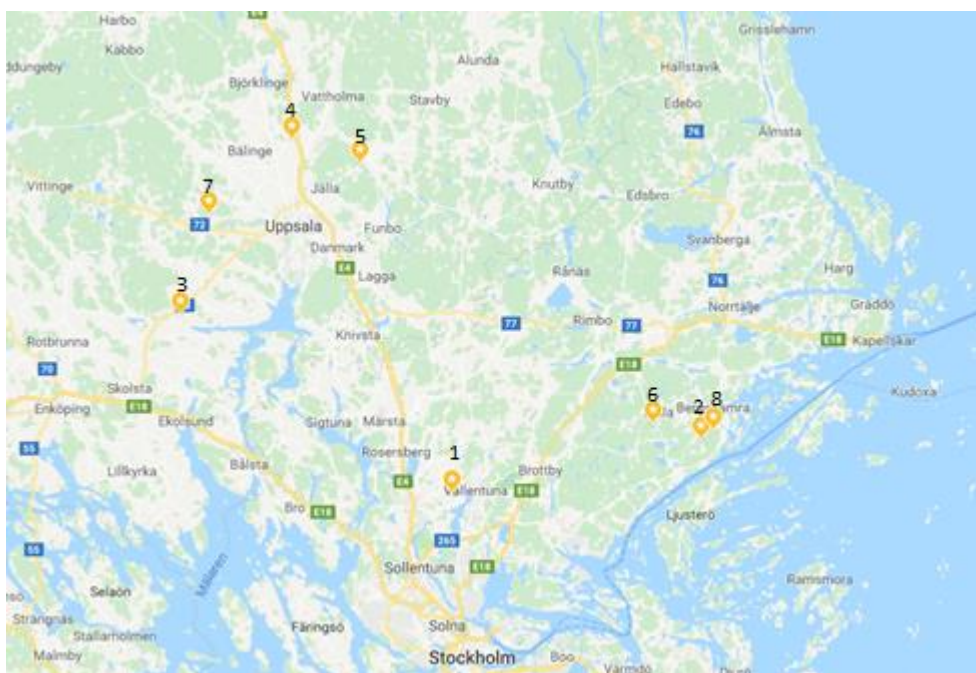 Harbo
E4
Grisslehamn
Kabbo
ddungeby
Björklinge
Alunda
Hallstavik
Vattholma
Stavby
Edebo
4
76
Älmsta
5
Bälinge
Vittinge
7
Jälla
Knutby
Edsbro
72
Uppsala
Funbo
Danmark
Svanberga
E4
Lagga
Rånäs
Harg
76
3
Norrtälje
Gräddö
Knivsta
77
Rimbo
77
E18
Kapellskär
Rotbrunna
70
E18
Skolsta
Kudoxa
Enköping
E18
Ekolsund
Sigtuna
Märsta
6
2
8
55
Rosersberg
1
Lillkyrka
Bålsta
E4
Brottby
Vallentuna
E18
Bro
E18
Ljusterö
55
265
Sollentuna
E18
Mälaren
Ramsmora
Selaön
Strängnäs
Färingsö
Solna
Stallarholmen
Malmby
Stockholm
Boo
Värmdö